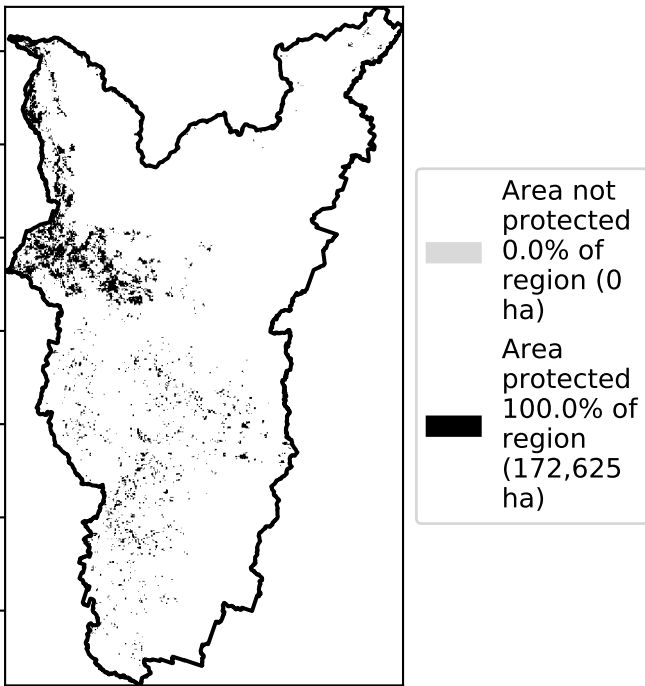 Area not
protected
0.0% of
region (0
ha)
Area
protected
100.0% of
region
(172,625
ha)